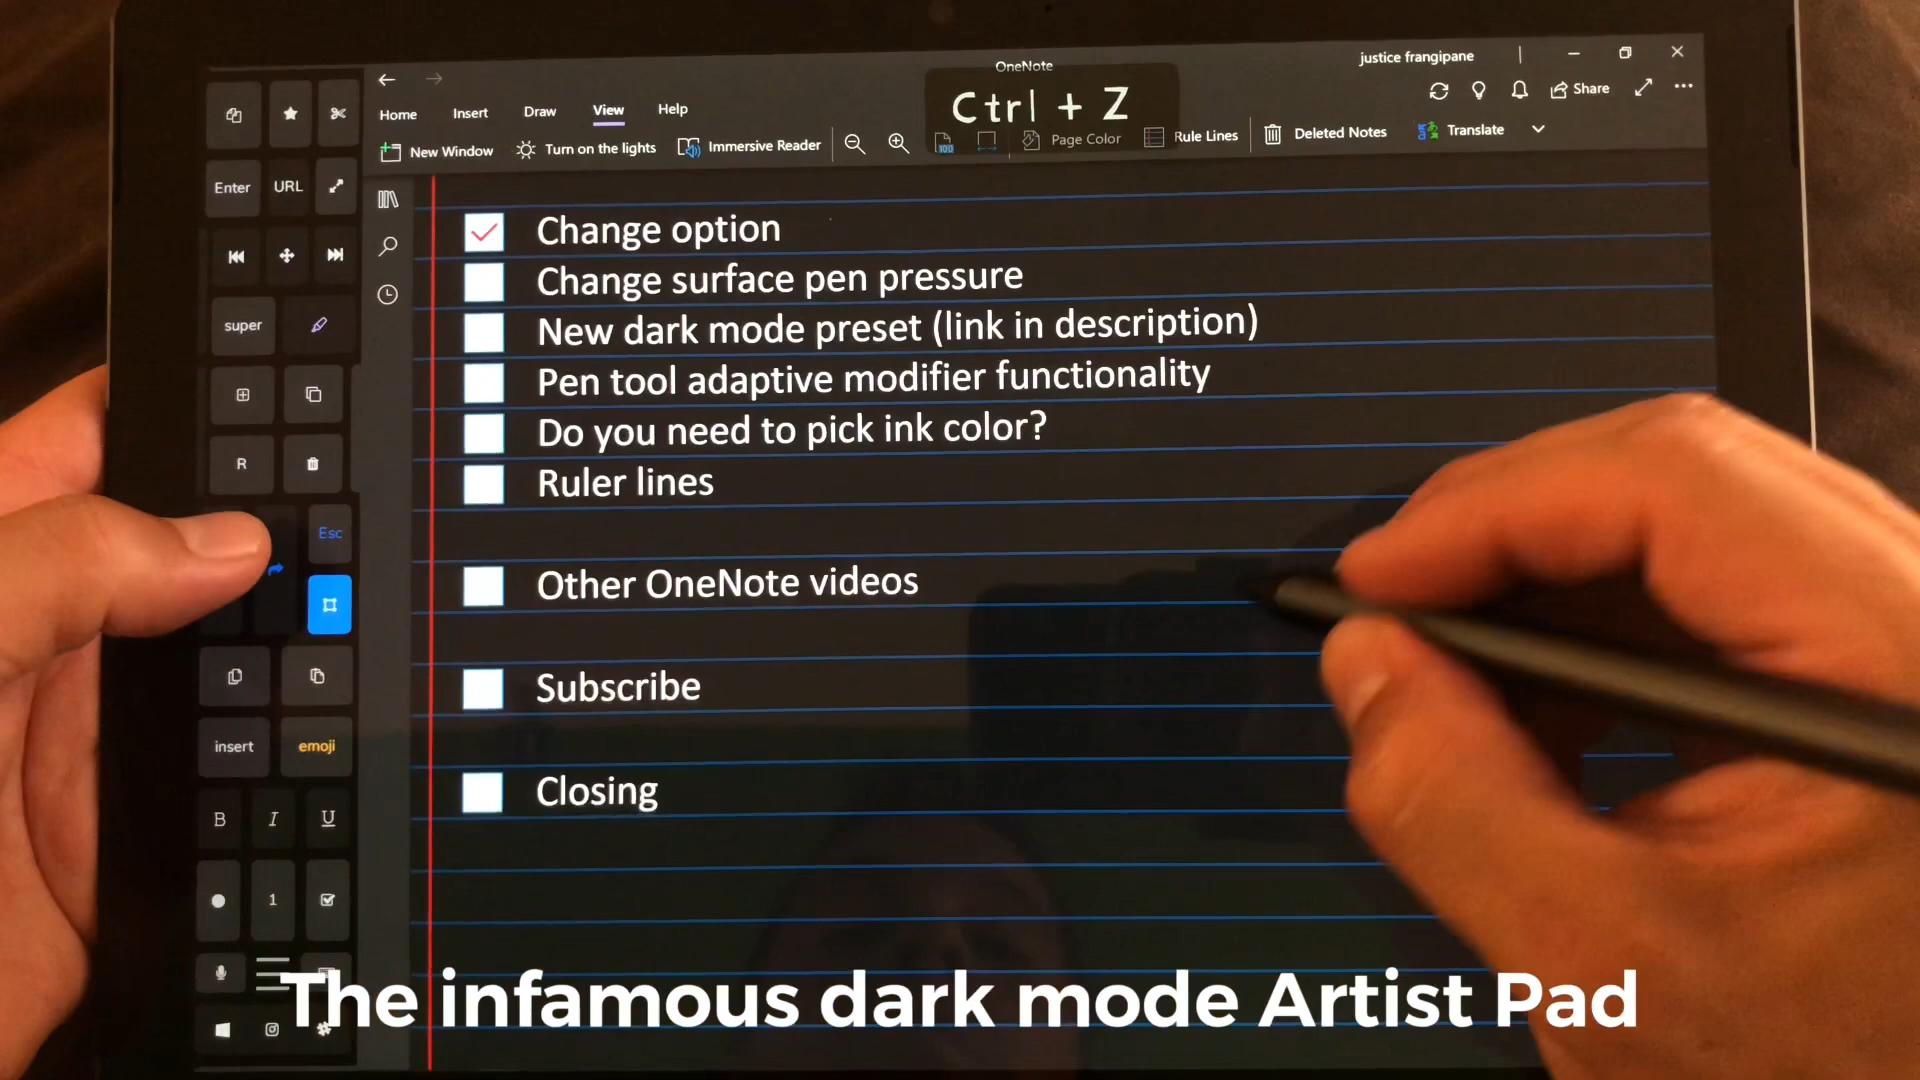 OneNote
justice frangipane
Ctrl + Z
Home Insert Draw View Help
Share
New Window Turn on the lights Immersive Reader 100 Page Color Rule Lines Deleted Notes Translate
Enter URL
super
R
Esc
insert emoji
B I U
1
Change option
Change surface pen pressure
New dark mode preset (link in description)
Pen tool adaptive modifier functionality
Do you need to pick ink color?
Ruler lines
Other OneNote videos
Subscribe
Closing
The infamous dark mode Artist Pad